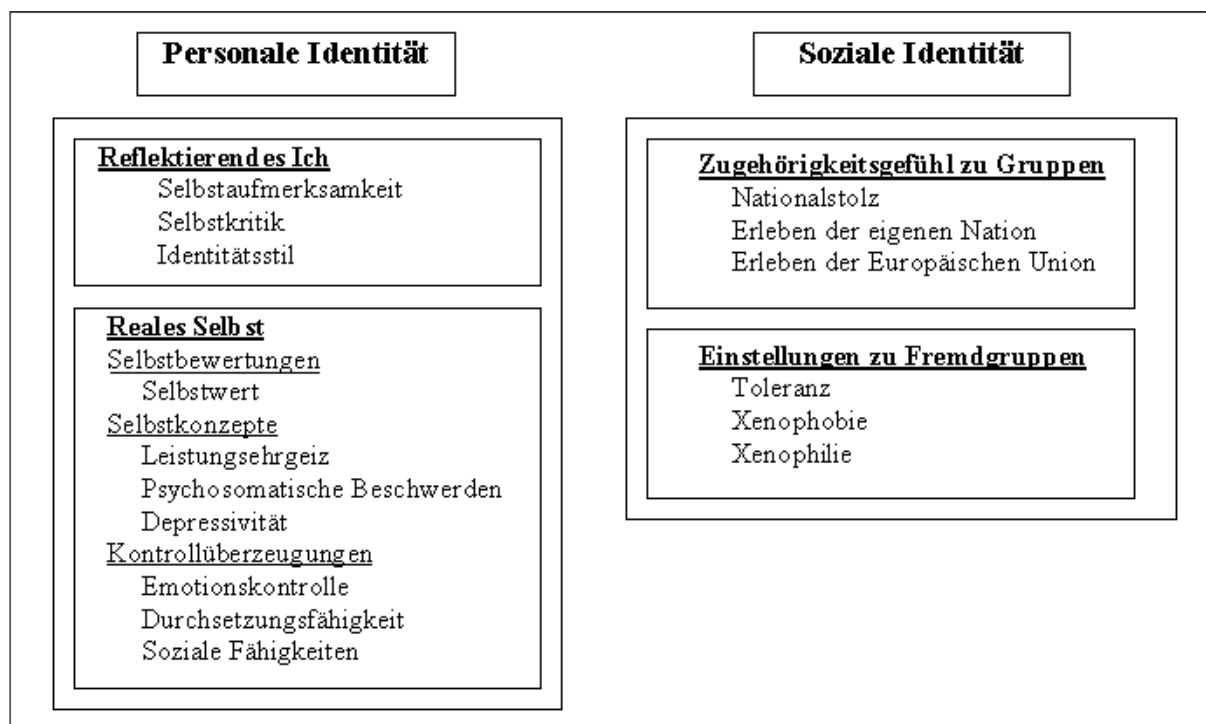 Personale Identität
Reflektierendes Ich
Selbstaufmerksamkeit
Selbstkritik
Identitätsstil
Reales Selbst
Selbstbewertungen
Selbstwert
Selbstkonzepte
Leistungsehrgeiz
Psychosomatische Beschwerden
Depressivität
Kontrollüberzeugungen
Emotionskontrolle
Durchsetzungsfähigkeit
Soziale Fähigkeiten
Soziale Identität
Zugehörigkeitsgefühl zu Gruppen
Nationalstolz
Erleben der eigenen Nation
Erleben der Europäischen Union
Einstellungen zu Fremdgruppen
Toleranz
Xenophobie
Xenophilie